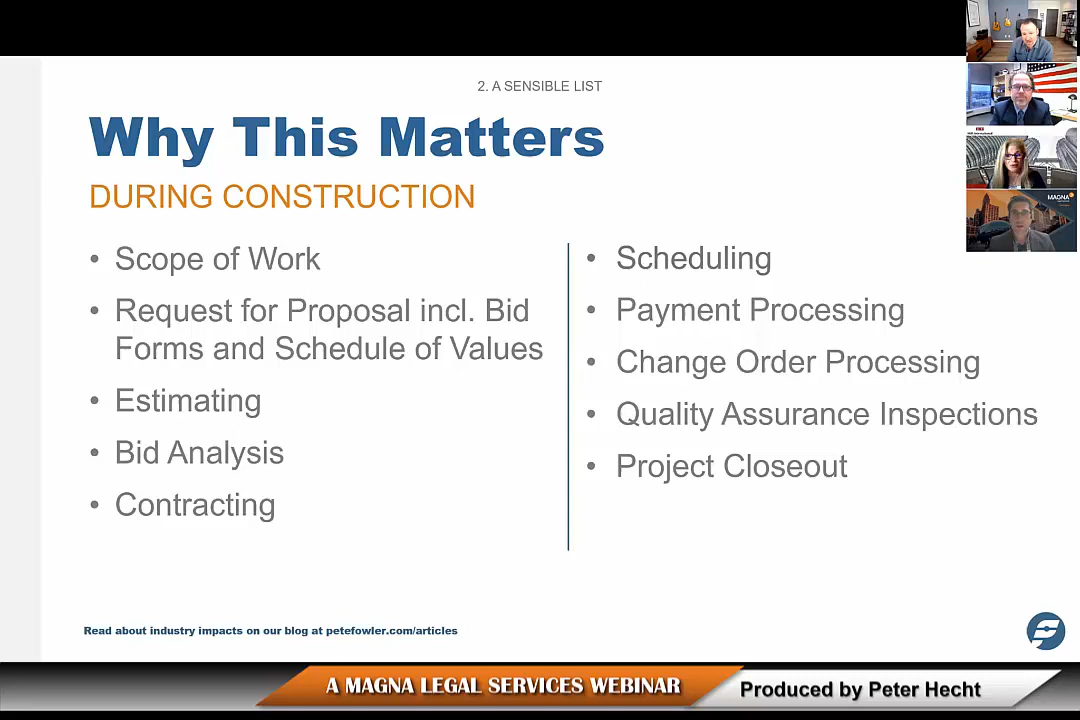 2. A SENSIBLE LIST
Why This Matters
DURING CONSTRUCTION
• Scope of Work
• Request for Proposal incl. Bid
Forms and Schedule of Values
• Estimating
• Bid Analysis
• Contracting
• Scheduling
• Payment Processing
• Change Order Processing
• Quality Assurance Inspections
• Project Closeout
Read about industry impacts on our blog at petefowler.com/articles
MAGNA
A MAGNA LEGAL SERVICES WEBINAR
Produced by Peter Hecht